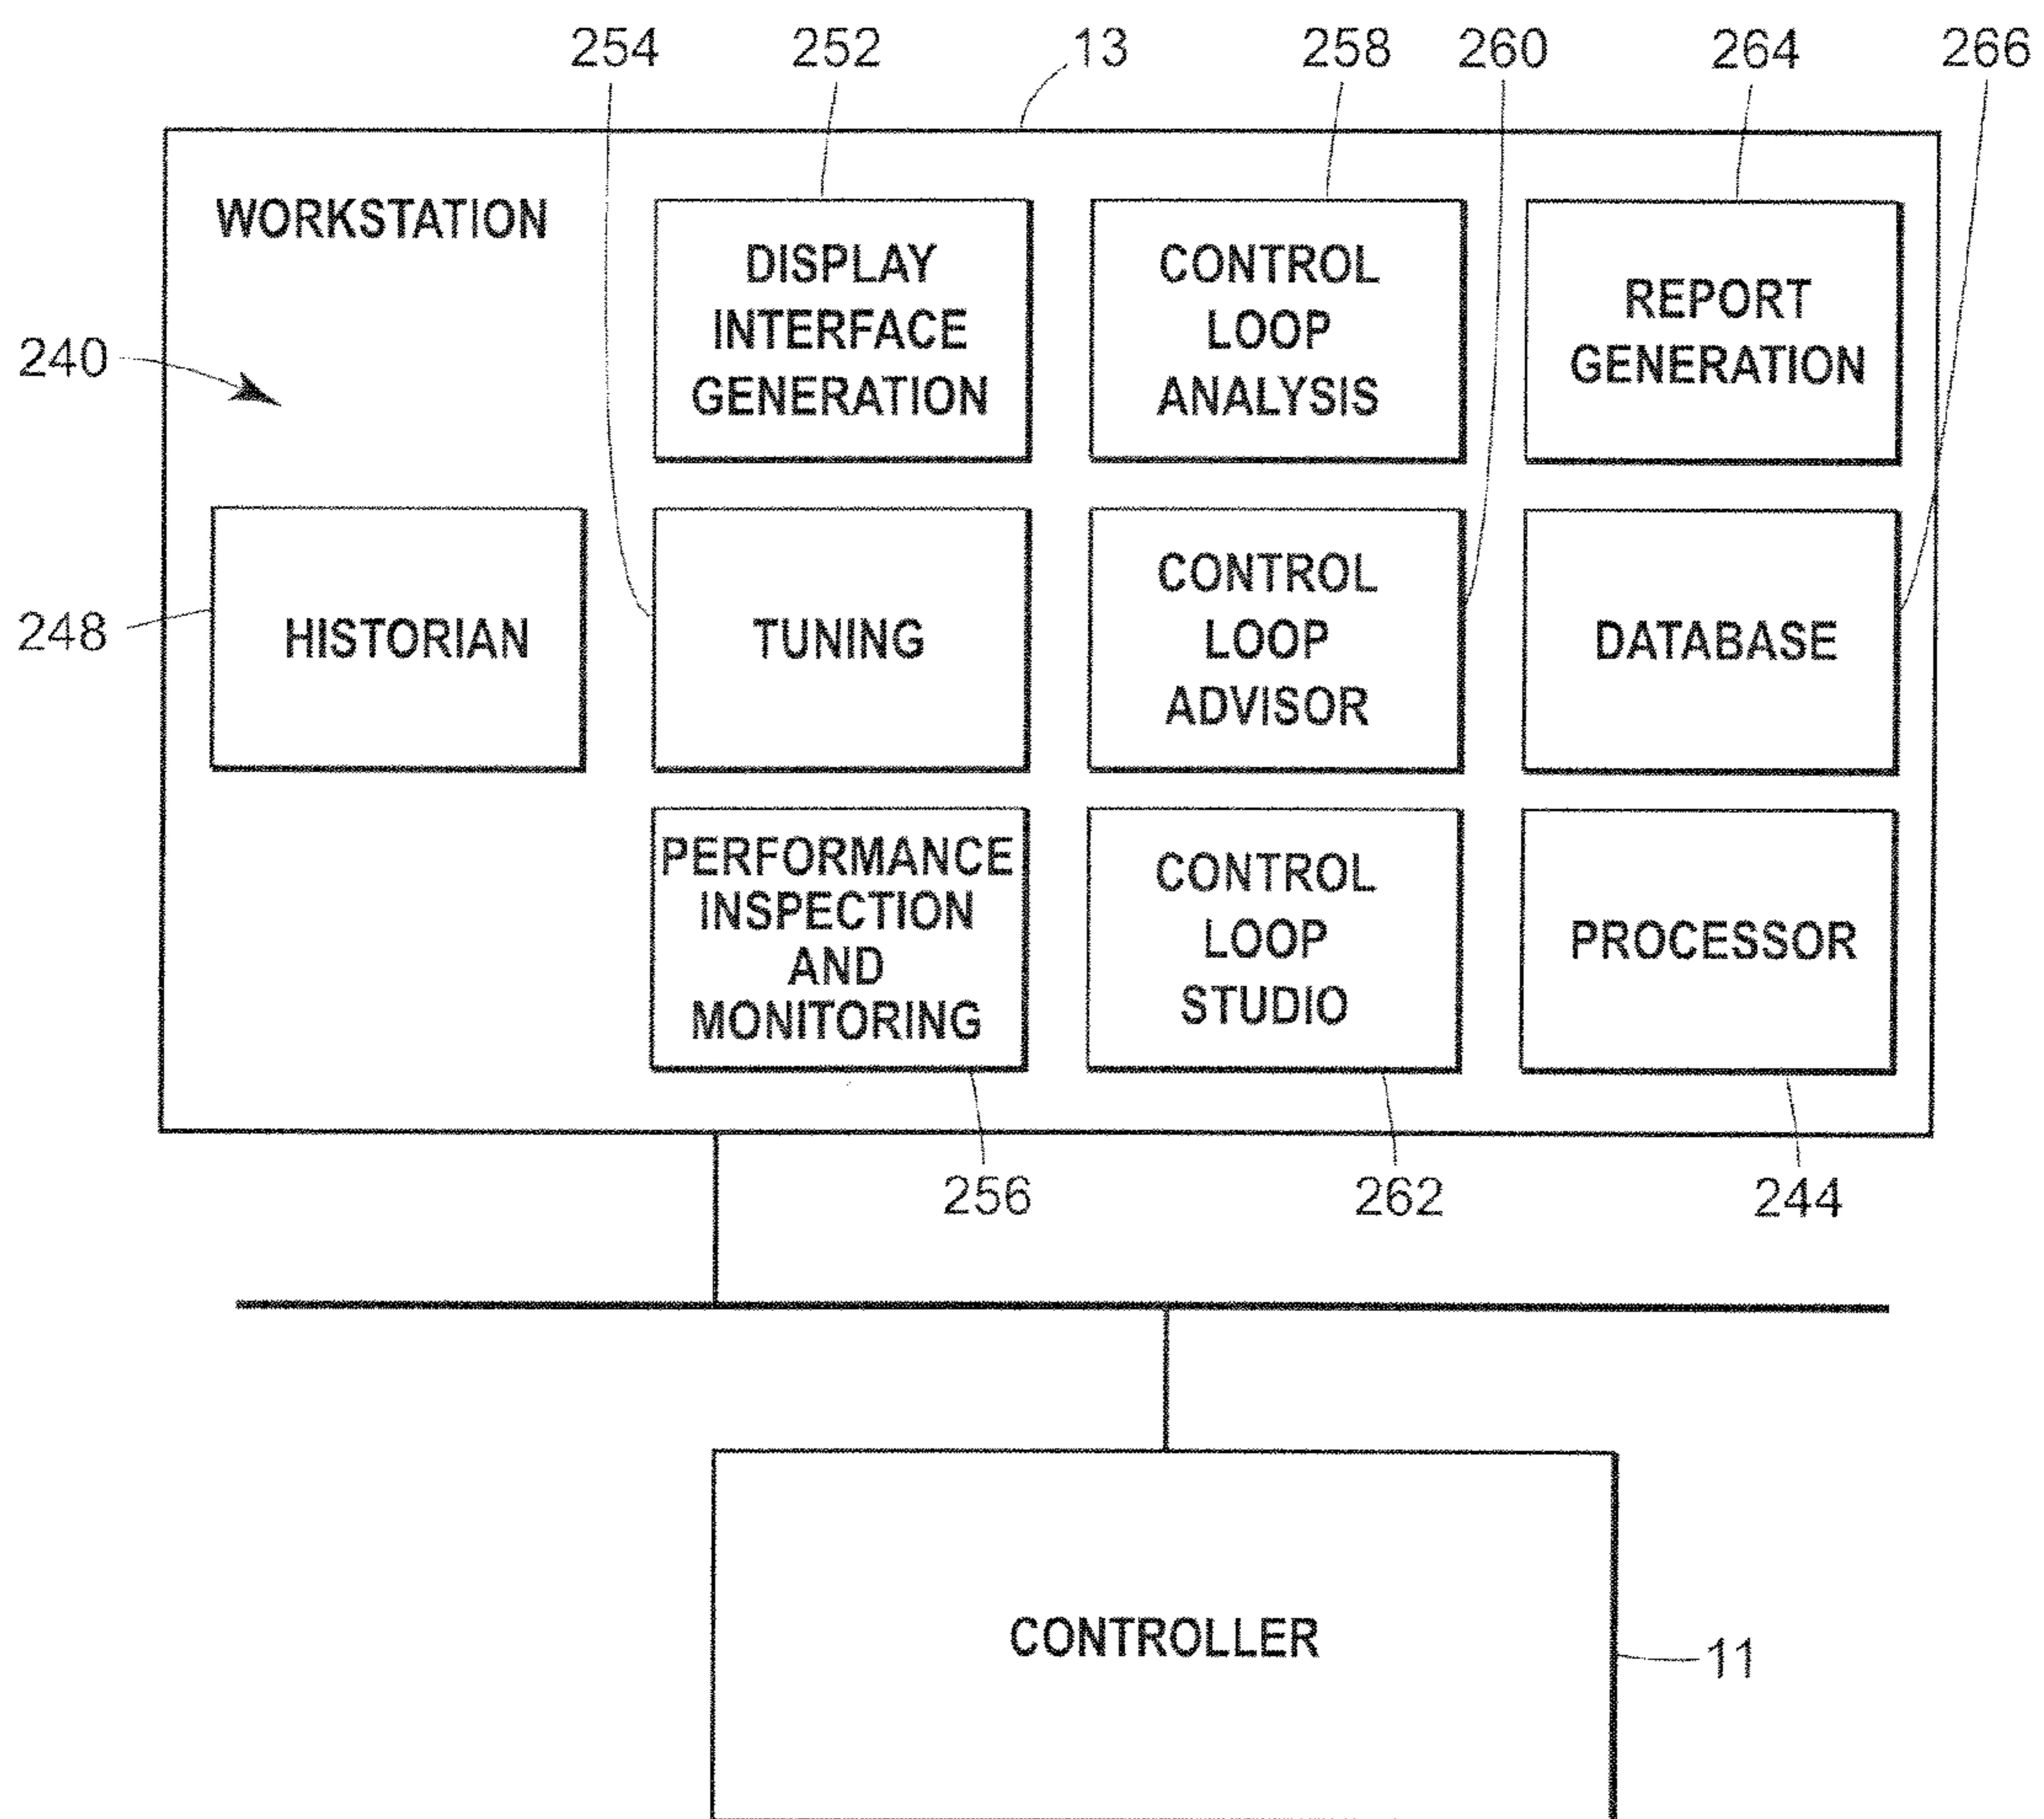 254 252 13 258 260 264 266
WORKSTATION
DISPLAY
INTERFACE
GENERATION
CONTROL
LOOP
ANALYSIS
REPORT
GENERATION
240
248
HISTORIAN
TUNING
CONTROL
LOOP
ADVISOR
DATABASE
PERFORMANCE
INSPECTION
AND
MONITORING
CONTROL
LOOP
STUDIO
PROCESSOR
256 262 244
CONTROLLER
11